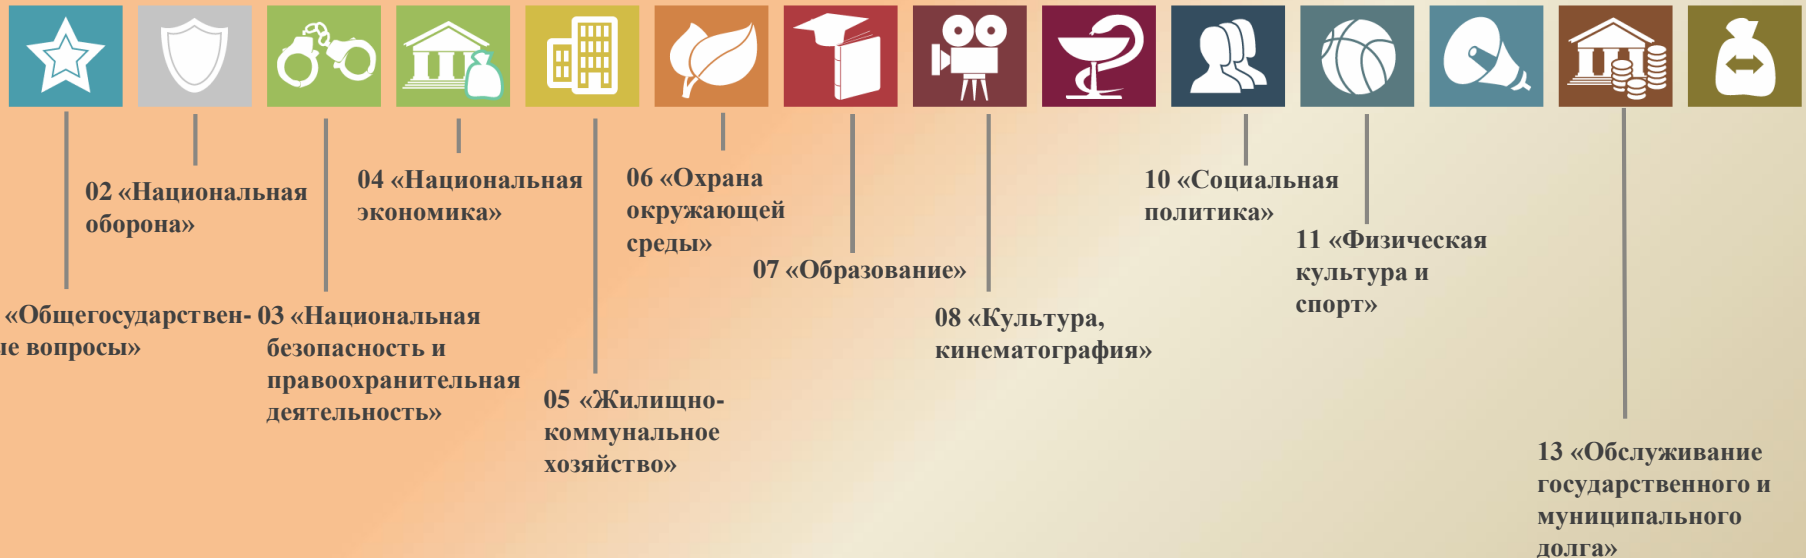 «Общегосударствен-
ые вопросы»
02 «Национальная
оборона»
03 «Национальная
безопасность и
правоохранительная
деятельность»
04 «Национальная
экономика»
05 «Жилищно-
коммунальное
хозяйство»
06 «Охрана
окружающей
среды»
07 «Образование»
08 «Культура,
кинематография»
10 «Социальная
политика»
11 «Физическая
культура и
спорт»
13 «Обслуживание
государственного и
муниципального
долга»